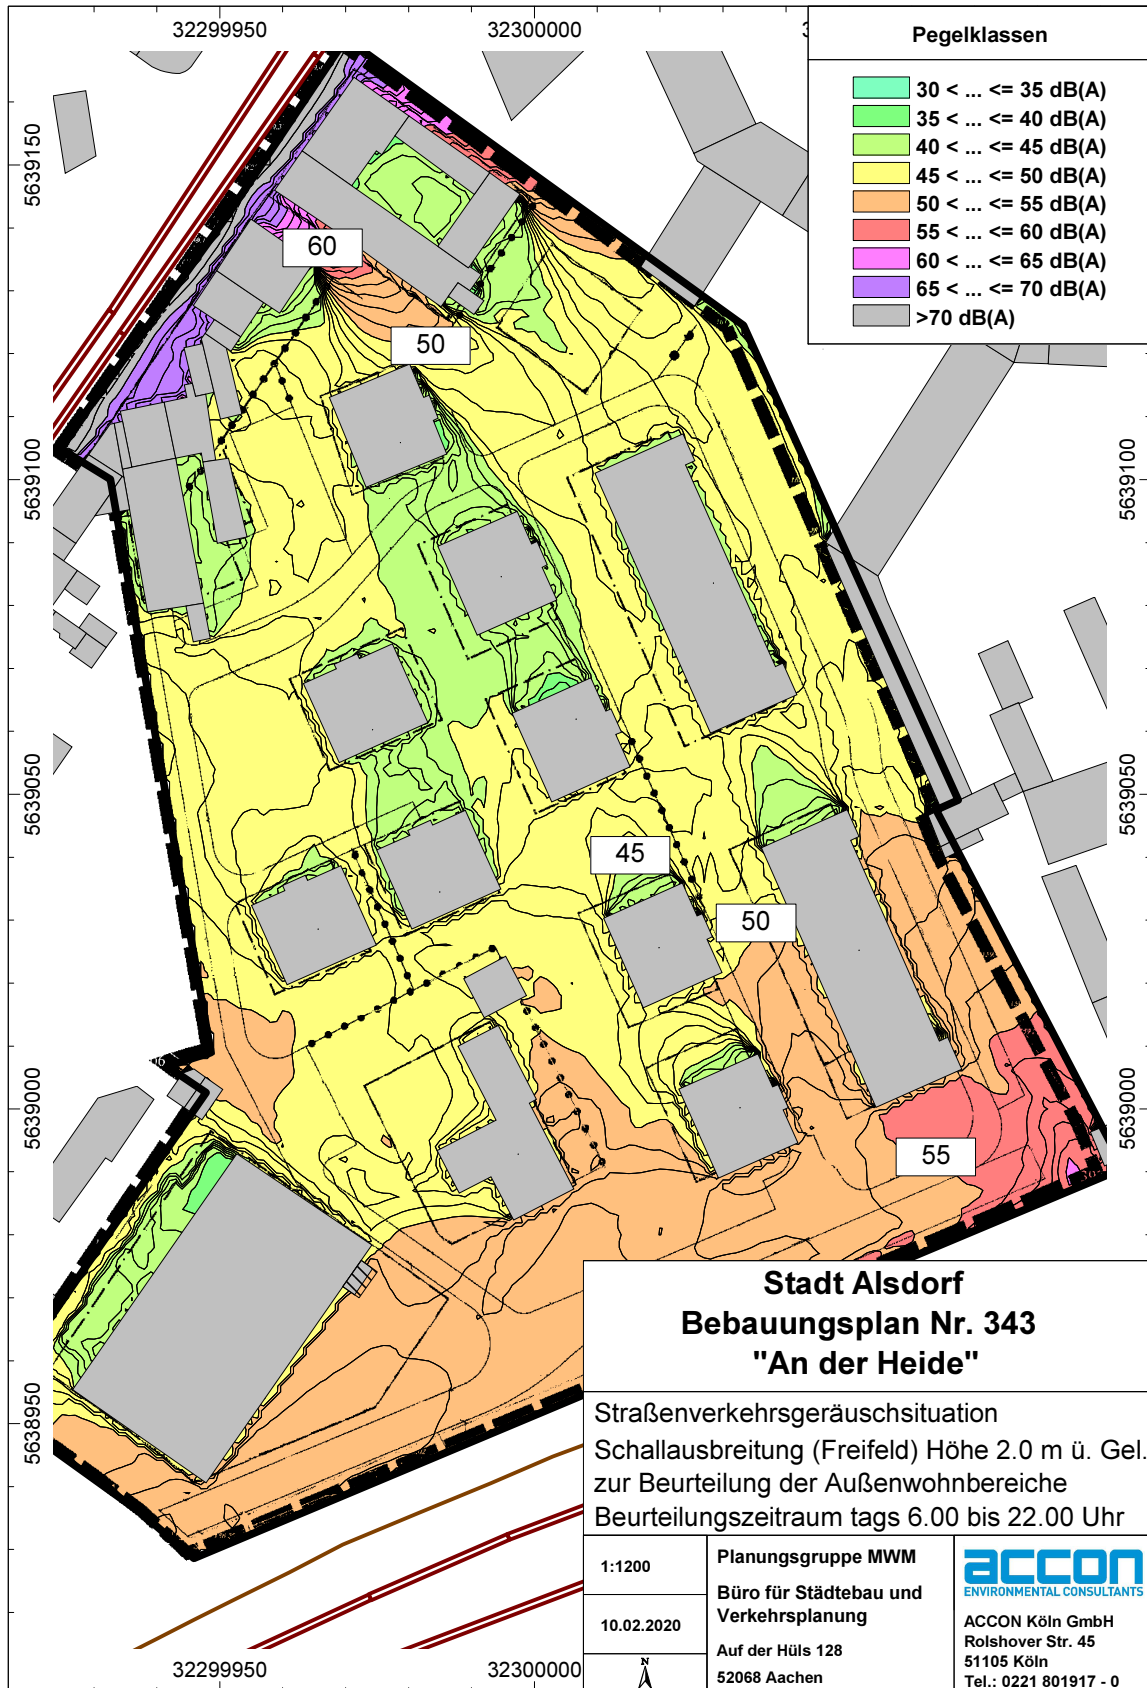 32299950
32300000
Pegelklassen
30 < ... <= 35 dB(A)
35 < ... <= 40 dB(A)
40 < ... <= 45 dB(A)
45 < ... <= 50 dB(A)
50 < ... <= 55 dB(A)
55 < ... <= 60 dB(A)
60 < ... <= 65 dB(A)
65 < ... <= 70 dB(A)
>70 dB(A)
5639150
60
50
5639100
5639100
5639050
5639050
45
50
5639000
5639000
55
5638950
Stadt Alsdorf
Bebauungsplan Nr. 343
"An der Heide"
Straßenverkehrsgeräuschsituation
Schallausbreitung (Freifeld) Höhe 2.0 m ü. Gel.
zur Beurteilung der Außenwohnbereiche
Beurteilungszeitraum tags 6.00 bis 22.00 Uhr
1:1200
10.02.2020
N
Planungsgruppe MWM
Büro für Städtebau und
Verkehrsplanung
Auf der Hüls 128
52068 Aachen
accon
ENVIRONMENTAL CONSULTANTS
ACCON Köln GmbH
Rolshover Str. 45
51105 Köln
Tel.: 0221 801917 - 0
32299950
32300000